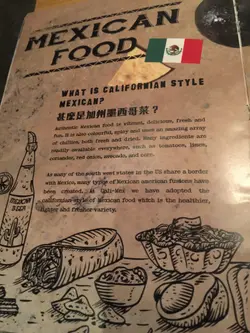 MEXICAN
FOOD
WHAT IS CALIFORNIAN STYLE
MEXICAN?
甚麼是加州墨西哥菜？
Authentic Mexican food is vibrant, delicious, fresh and
fun. It is also colourful, spicy and uses an amazing array
of chilies, both fresh and dried. Many ingredients are
readily available everywhere, such as tomatoes, limes,
coriander, red onion, avocado, and corn.
As many of the south west states in the US share a border
with Mexico, many types of Mexican american fusions have
been created. At we have adopted the
californian style of Mexican food which is the healthier,
lighter and fresher variety.
BEER